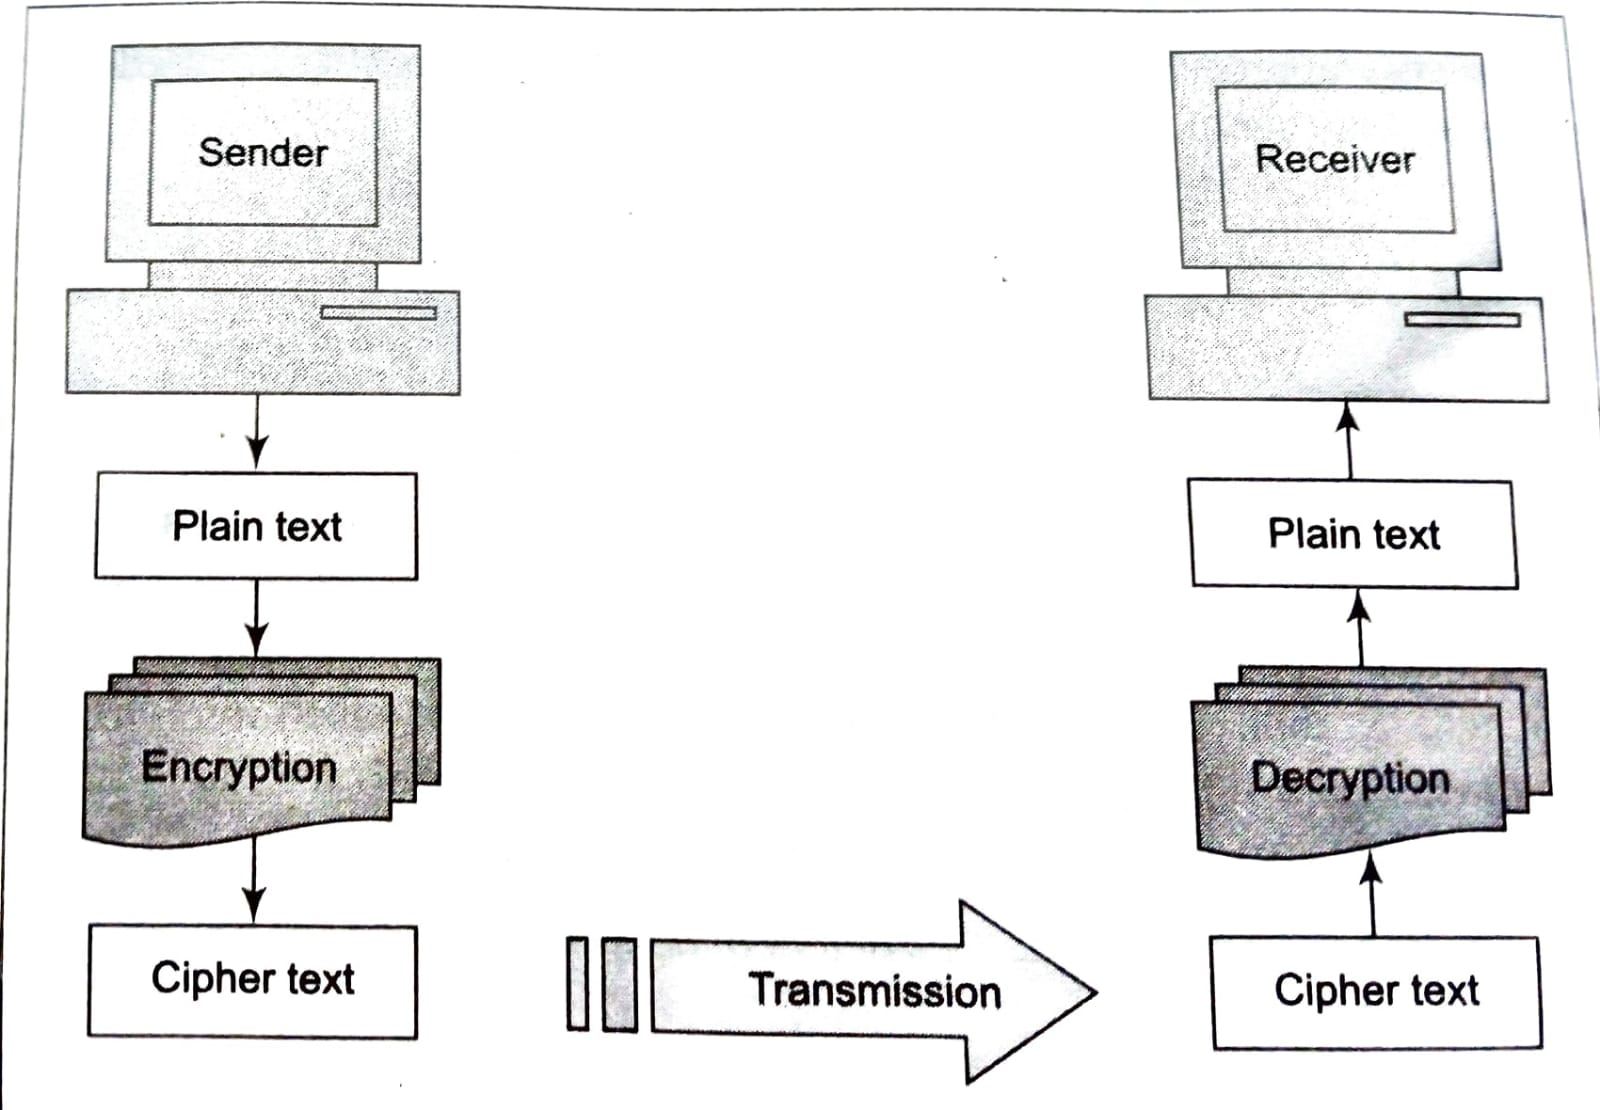 Sender
Plain text
Encryption
Cipher text
Transmission
Receiver
Plain text
Decryption
Cipher text